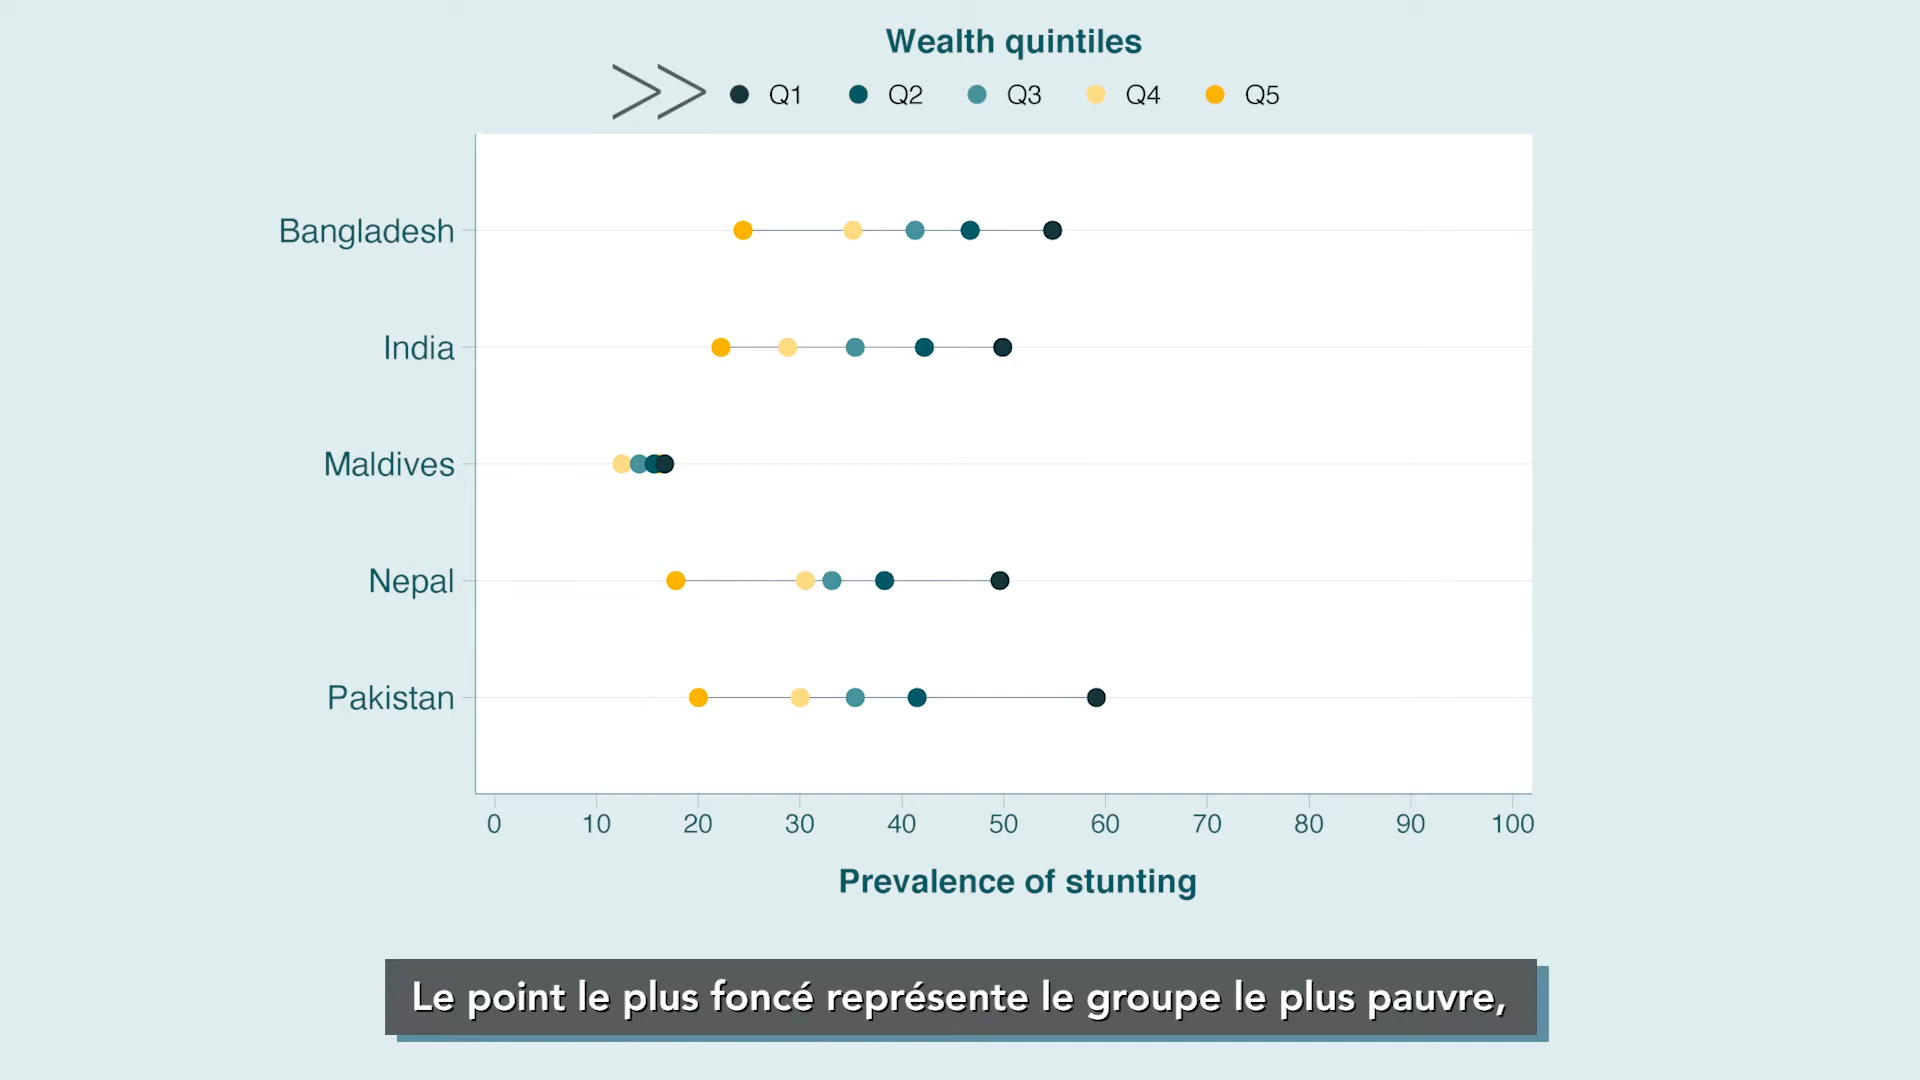 Wealth quintiles
Q1 Q2 Q3 Q4 Q5
Bangladesh
India
Maldives
Nepal
Pakistan
0 10 20 30 40 50 60 70 80 90 100
Prevalence of stunting
Le point le plus foncé représente le groupe le plus pauvre,